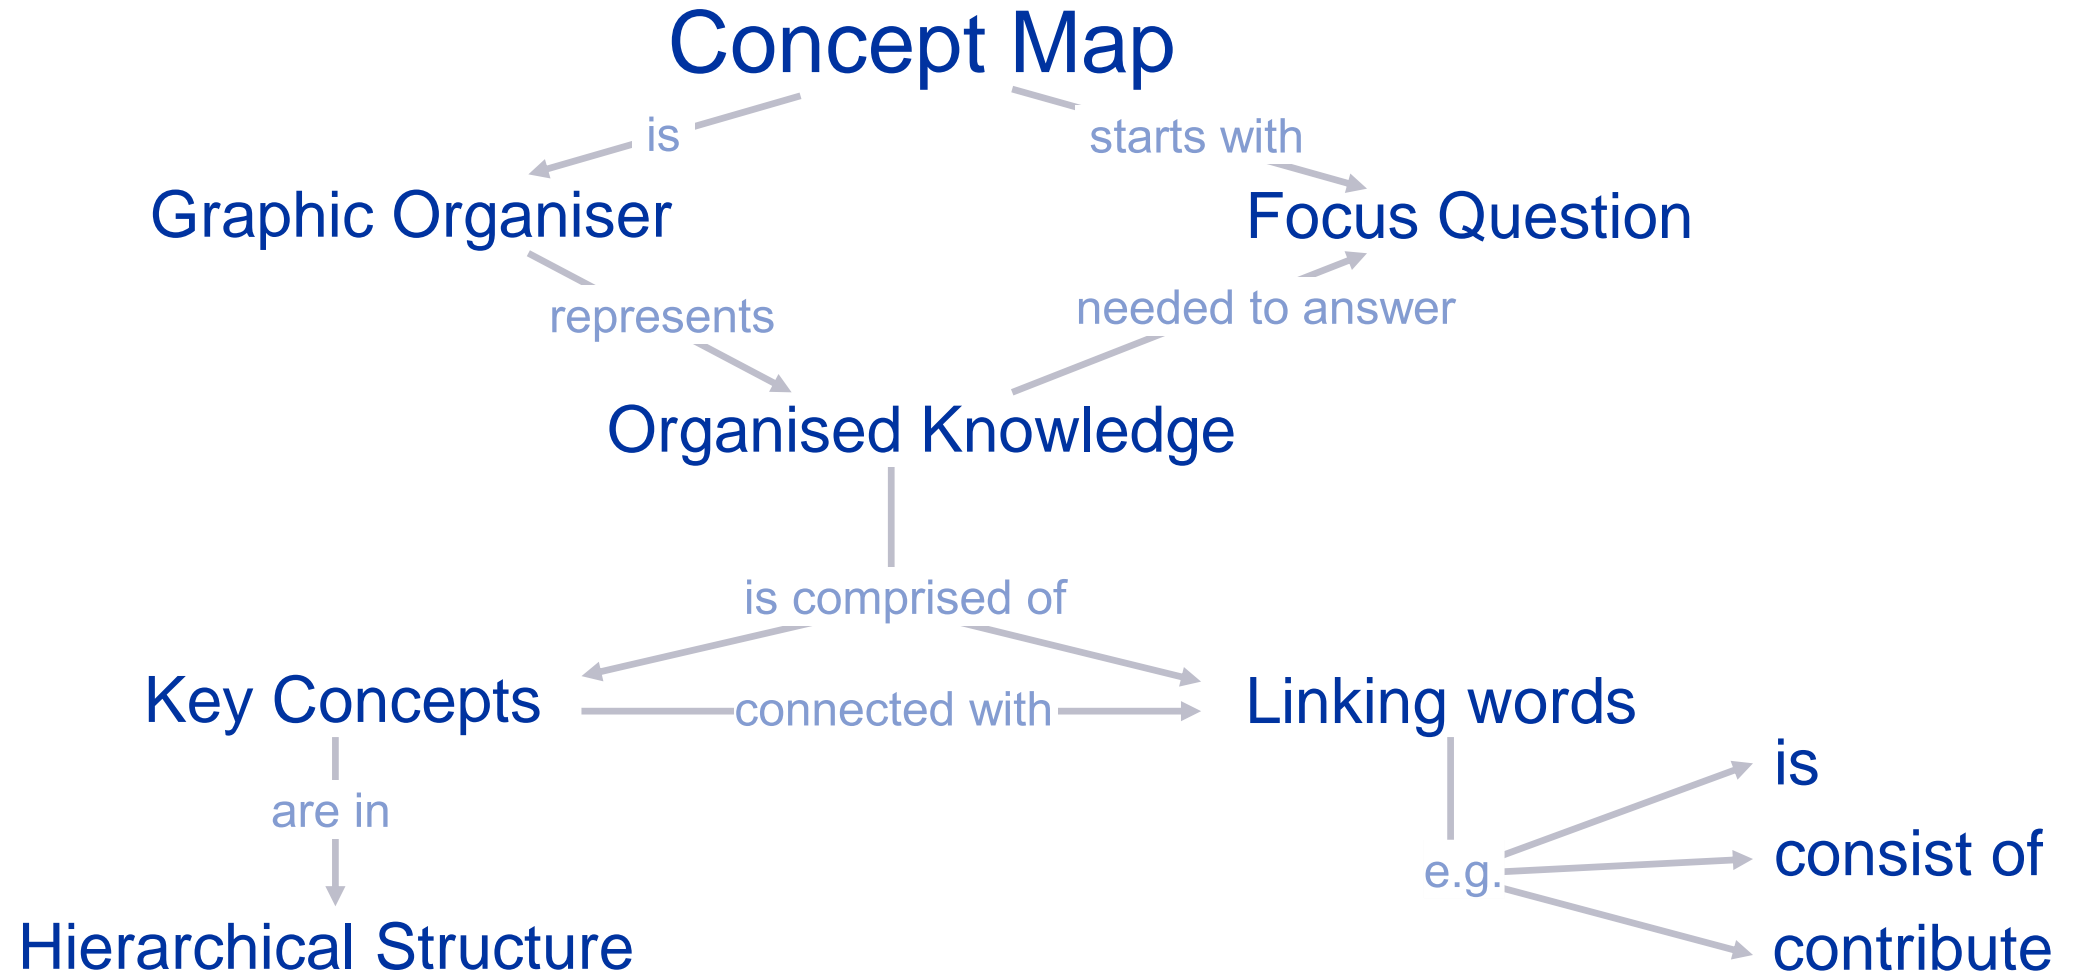 Concept Map
is
starts with
Graphic Organiser
Focus Question
represents
needed to answer
Organised Knowledge
is comprised of
Key Concepts
connected with
Linking words
is
are in
consist of
e.g.
Hierarchical Structure
contribute